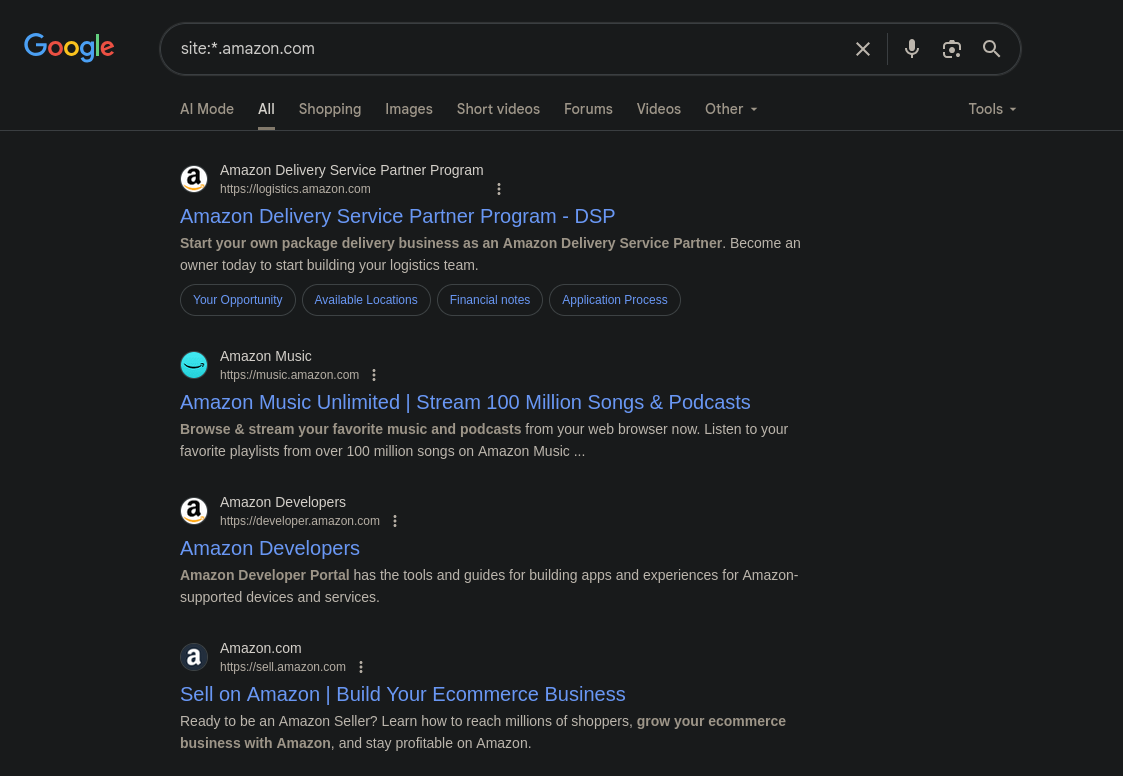 Google
site:*.amazon.com
AI Mode All Shopping Images Short videos Forums Videos Other Tools
Amazon Delivery Service Partner Program
https://logistics.amazon.com
Amazon Delivery Service Partner Program - DSP
Start your own package delivery business as an Amazon Delivery Service Partner. Become an
owner today to start building your logistics team.
Your Opportunity Available Locations Financial notes Application Process
Amazon Music
https://music.amazon.com
Amazon Music Unlimited | Stream 100 Million Songs & Podcasts
Browse & stream your favorite music and podcasts from your web browser now. Listen to your
favorite playlists from over 100 million songs on Amazon Music ...
a
Amazon Developers
https://developer.amazon.com
Amazon Developers
Amazon Developer Portal has the tools and guides for building apps and experiences for Amazon-
supported devices and services.
a
Amazon.com
https://sell.amazon.com
Sell on Amazon | Build Your Ecommerce Business
Ready to be an Amazon Seller? Learn how to reach millions of shoppers, grow your ecommerce
business with Amazon, and stay profitable on Amazon.